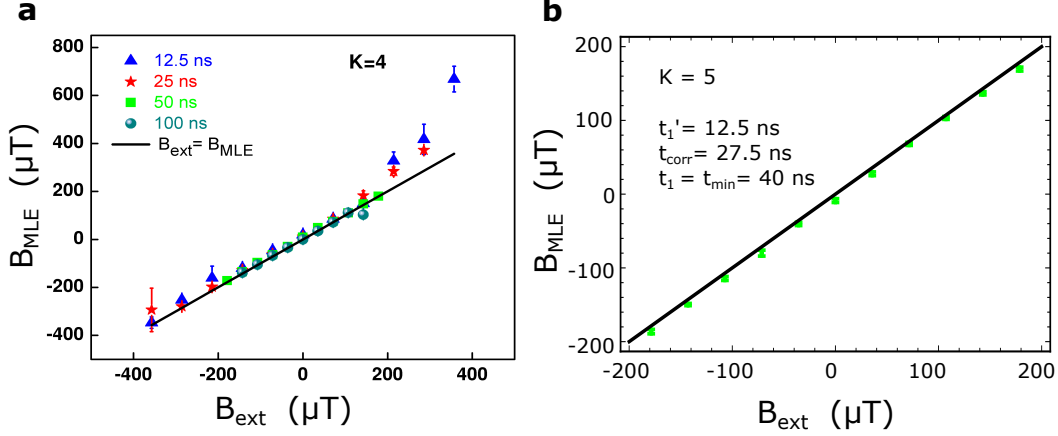 a
800
600
400
200
0
-200
-400
-400
-200
0
200
400
12.5 ns
25 ns
50 ns
100 ns
B_ext = B_MLE
K=4
B_MLE (μT)
B_ext (μT)
b
200
100
0
-100
-200
-200
-100
0
100
200
K = 5
t₁'= 12.5 ns
t_corr= 27.5 ns
t₁ = t_min= 40 ns
B_MLE (μT)
B_ext (μT)